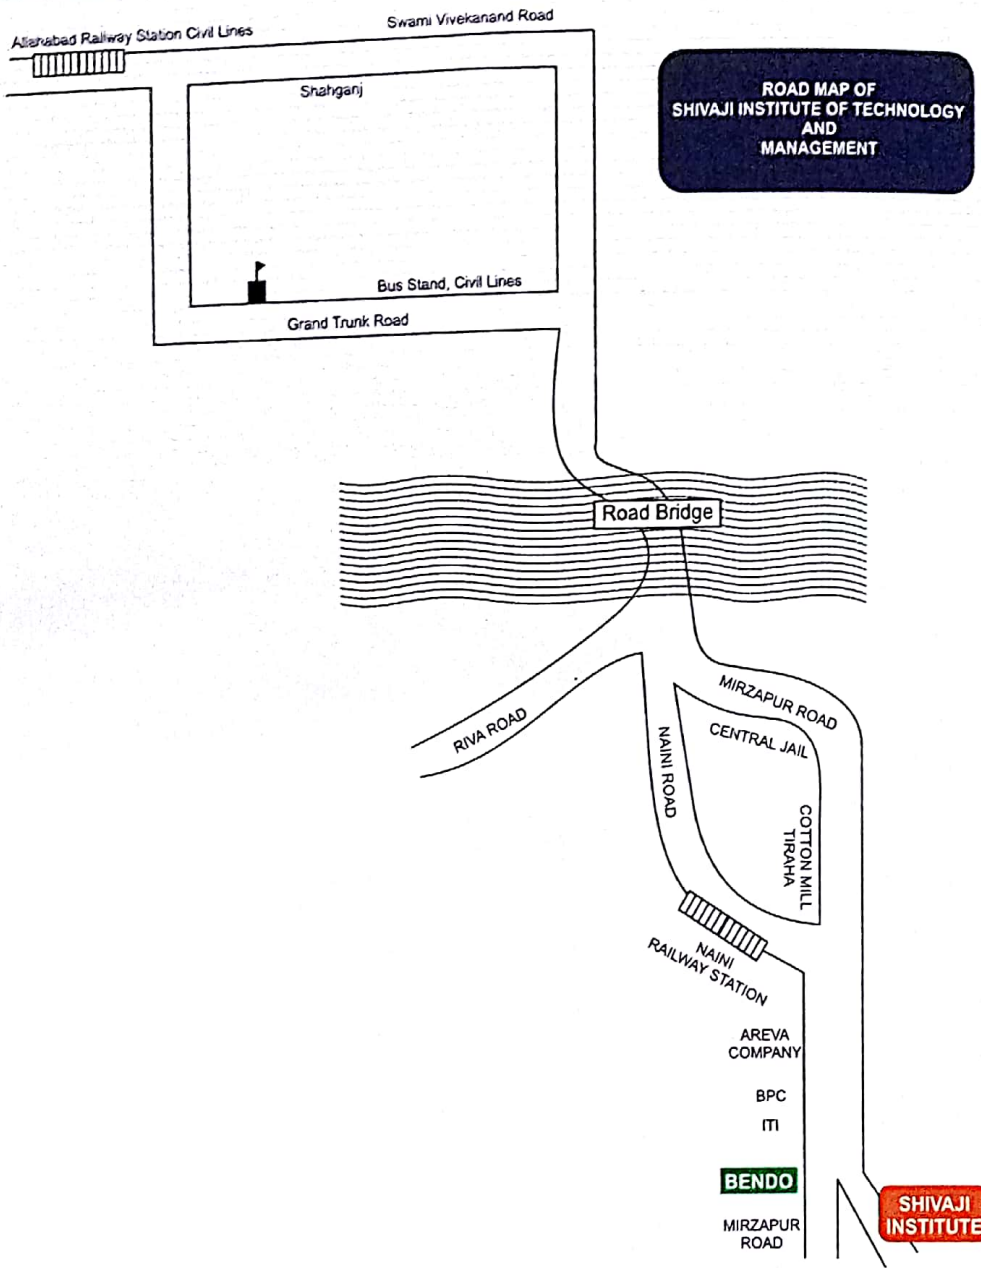 Allahabad Railway Station Civil Lines
Swami Vivekanand Road
ROAD MAP OF
SHIVAJI INSTITUTE OF TECHNOLOGY
AND
MANAGEMENT
Shahganj
Bus Stand, Civil Lines
Grand Trunk Road
Road Bridge
MIRZAPUR ROAD
RIVA ROAD
NAINI ROAD
CENTRAL JAIL
COTTON MILL
TIRAHA
NAINI
RAILWAY STATION
AREVA
COMPANY
BPC
ITI
BENDO
SHIVAJI
INSTITUTE
MIRZAPUR
ROAD